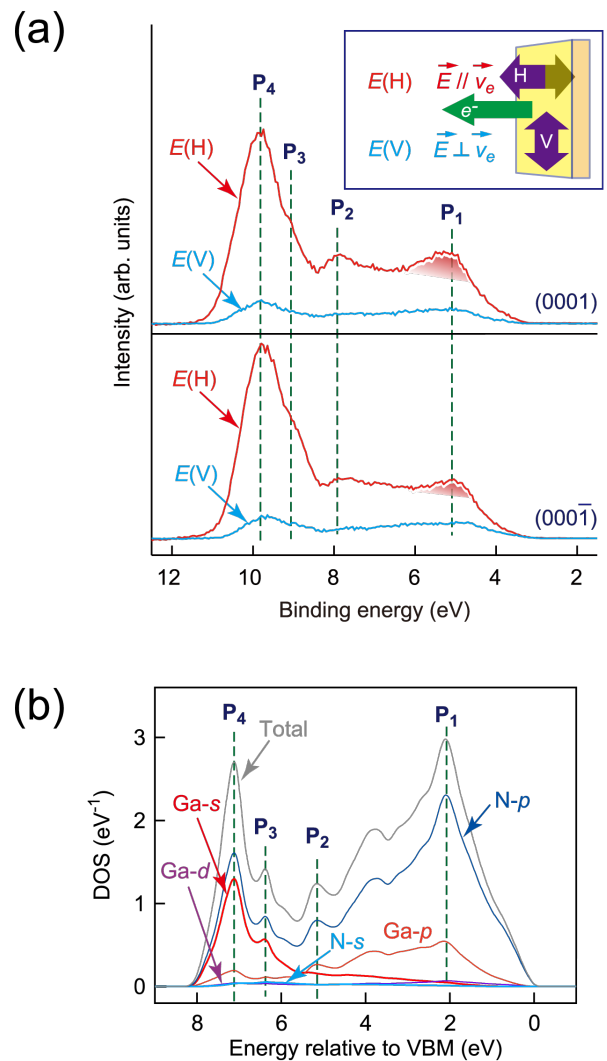 (a)
E(H) E // vₑ
H
e⁻
E(V) E ⊥ vₑ
V
P₄
P₃
P₂
P₁
E(H)
E(V)
(0001)
E(H)
E(V)
(0001̅)
Intensity (arb. units)
12 10 8 6 4 2
Binding energy (eV)
(b)
P₄
P₃
P₂
P₁
Total
Ga-s
Ga-d
N-s
Ga-p
N-p
3
2
1
0
DOS (eV⁻¹)
8 6 4 2 0
Energy relative to VBM (eV)